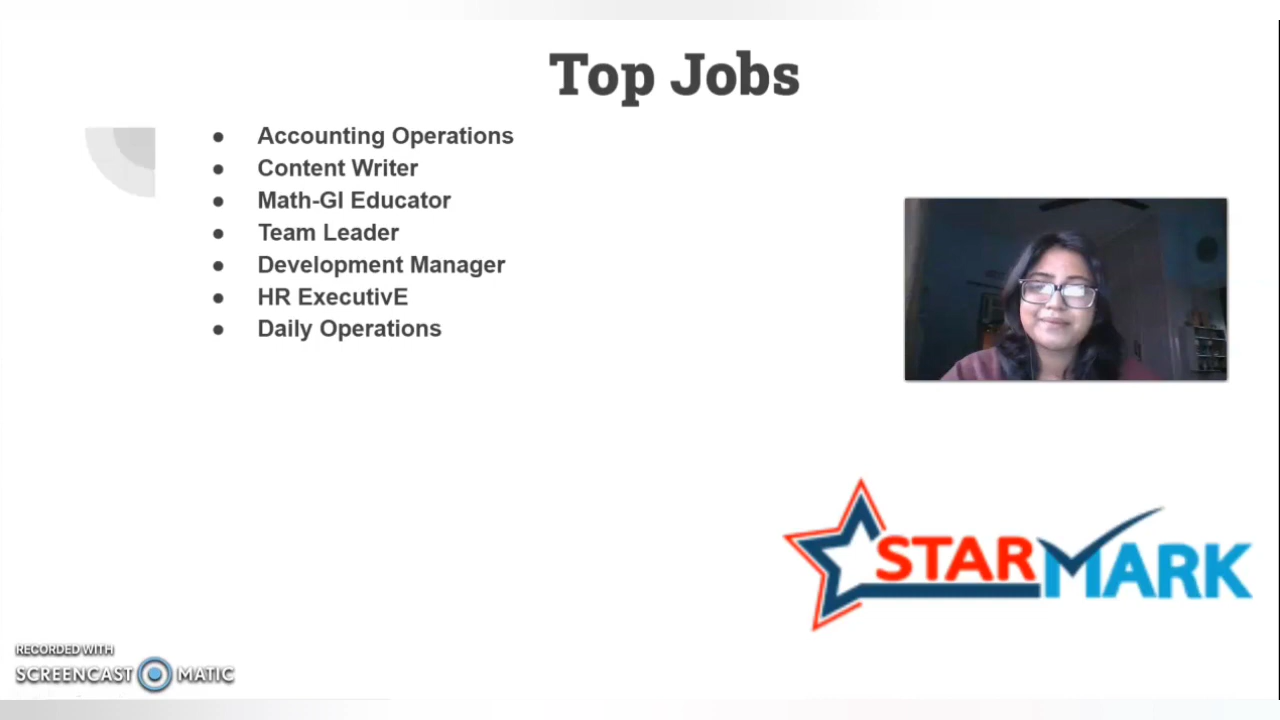 Top Jobs
● Accounting Operations
● Content Writer
● Math-GI Educator
● Team Leader
● Development Manager
● HR ExecutivE
● Daily Operations
STARMARK
RECORDED WITH
SCREENCAST MATIC